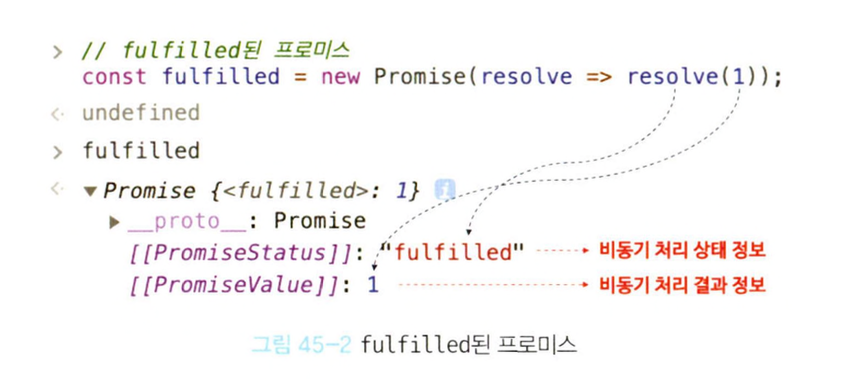 > // fulfilled된 프로미스
const fulfilled = new Promise(resolve => resolve(1));
<· undefined
> fulfilled
<· ▼Promise {<fulfilled>: 1} i
▶__proto__: Promise
[[PromiseStatus]]: "fulfilled" 비동기 처리 상태 정보
[[PromiseValue]]: 1 비동기 처리 결과 정보
그림 45-2 fulfilled된 프로미스